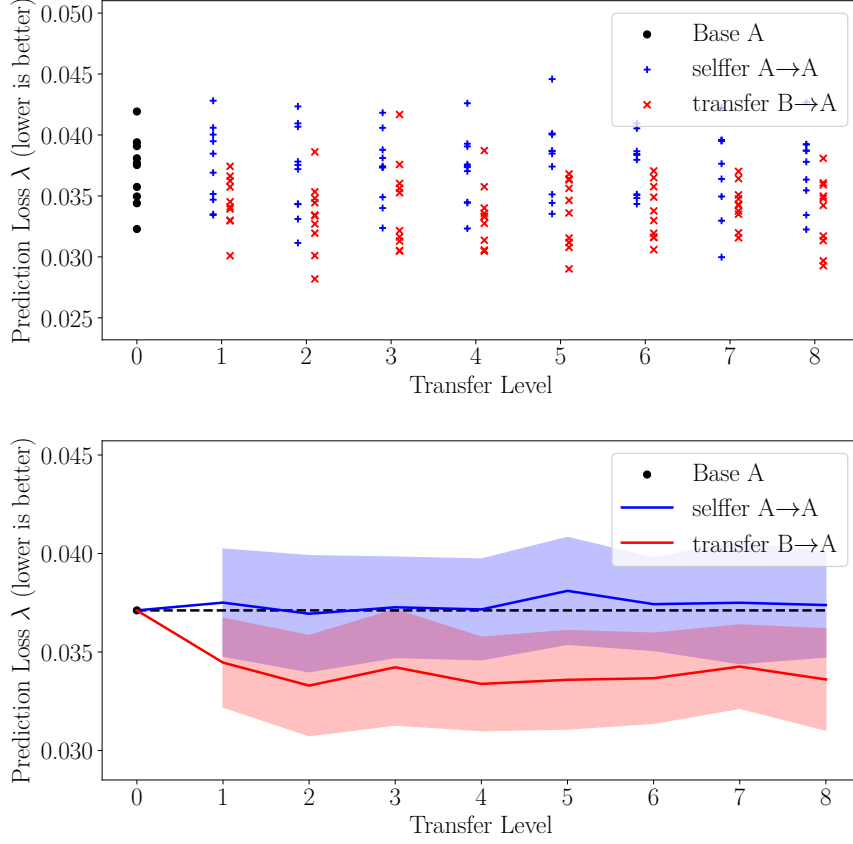 Prediction Loss λ (lower is better)
0.050
0.045
0.040
0.035
0.030
0.025
Base A
selffer A→A
transfer B→A
0 1 2 3 4 5 6 7 8
Transfer Level
Prediction Loss λ (lower is better)
0.045
0.040
0.035
0.030
Base A
selffer A→A
transfer B→A
0 1 2 3 4 5 6 7 8
Transfer Level